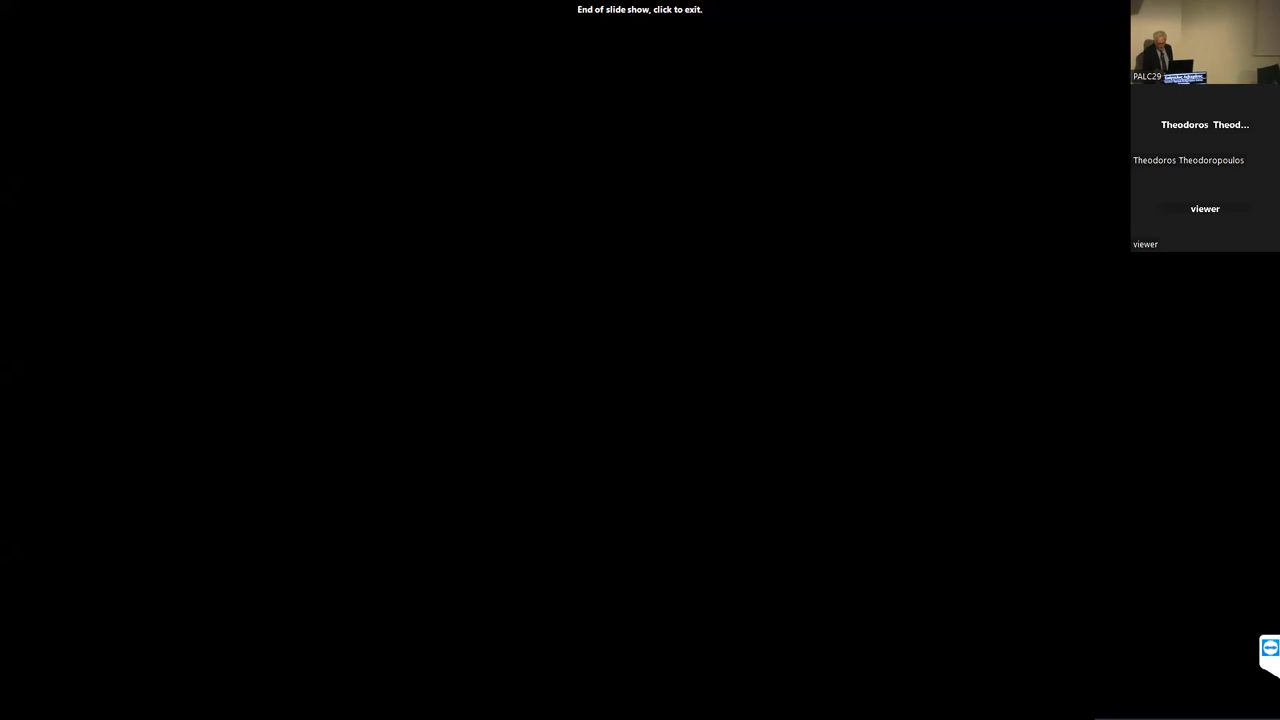 End of slide show, click to exit.
PALC29
Theodoros Theod...
Theodoros Theodoropoulos
viewer
viewer